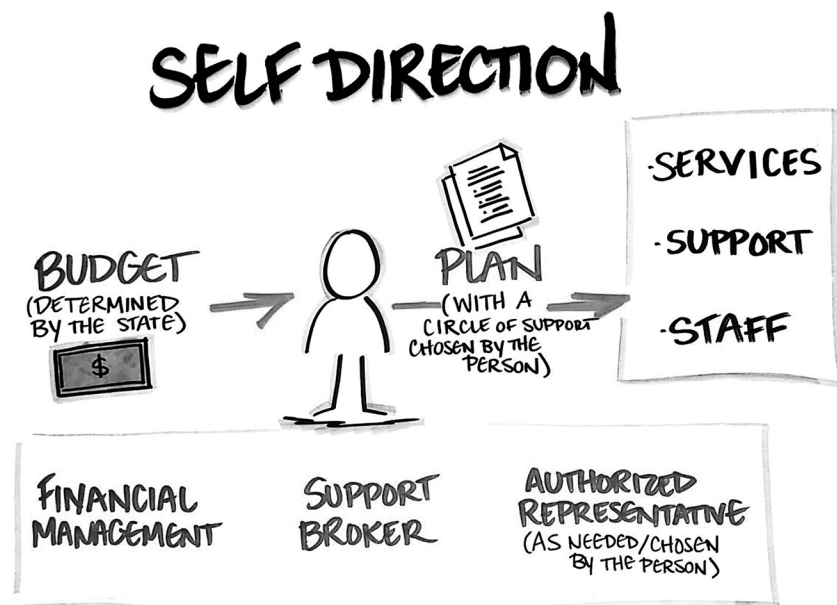 SELF DIRECTION
BUDGET
(DETERMINED
BY THE STATE)
$
PLAN
(WITH A
CIRCLE OF SUPPORT
CHOSEN BY THE
PERSON)
·SERVICES
·SUPPORT
·STAFF
FINANCIAL
MANAGEMENT
SUPPORT
BROKER
AUTHORIZED
REPRESENTATIVE
(AS NEEDED/CHOSEN
BY THE PERSON)